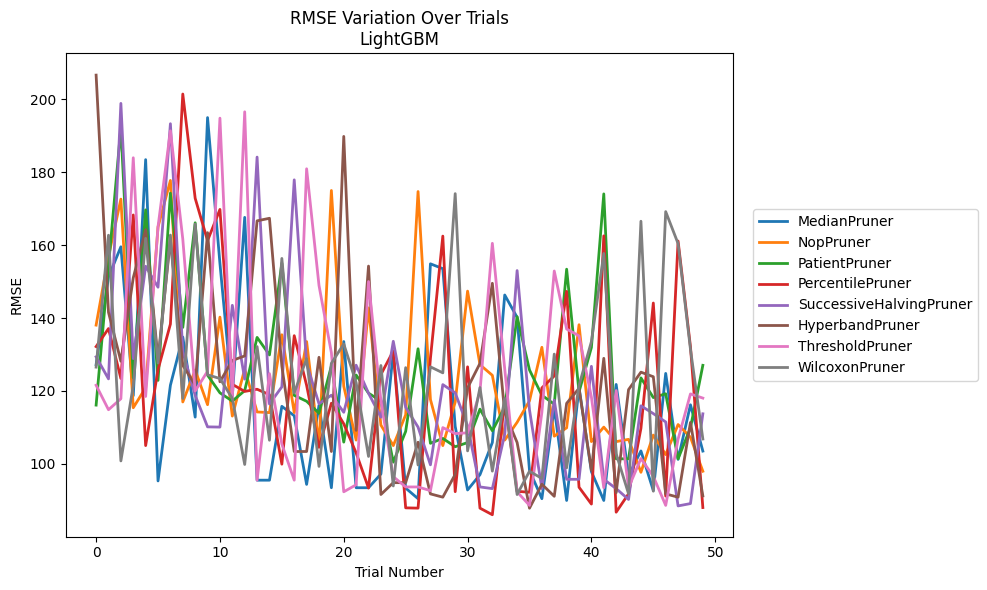 RMSE Variation Over Trials
LightGBM
RMSE
200
180
160
140
120
100
0
10
20
30
40
50
Trial Number
MedianPruner
NopPruner
PatientPruner
PercentilePruner
SuccessiveHalvingPruner
HyperbandPruner
ThresholdPruner
WilcoxonPruner